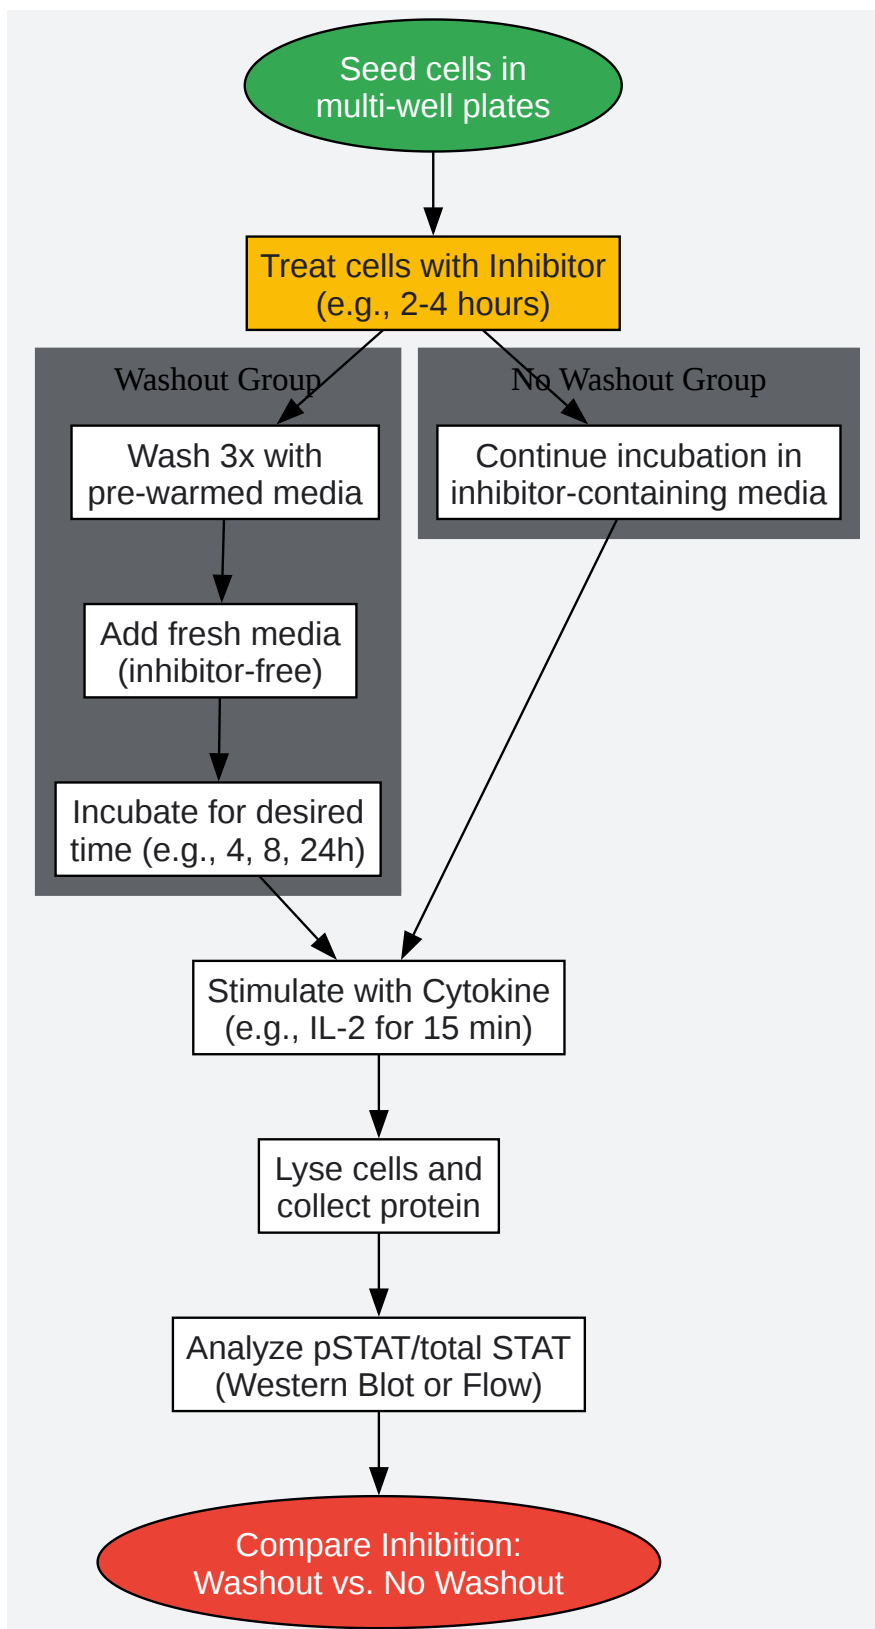 Seed cells in
multi-well plates
Treat cells with Inhibitor
(e.g., 2-4 hours)
Washout Group
Wash 3x with
pre-warmed media
Add fresh media
(inhibitor-free)
Incubate for desired
time (e.g., 4, 8, 24h)
No Washout Group
Continue incubation in
inhibitor-containing media
Stimulate with Cytokine
(e.g., IL-2 for 15 min)
Lyse cells and
collect protein
Analyze pSTAT/total STAT
(Western Blot or Flow)
Compare Inhibition:
Washout vs. No Washout